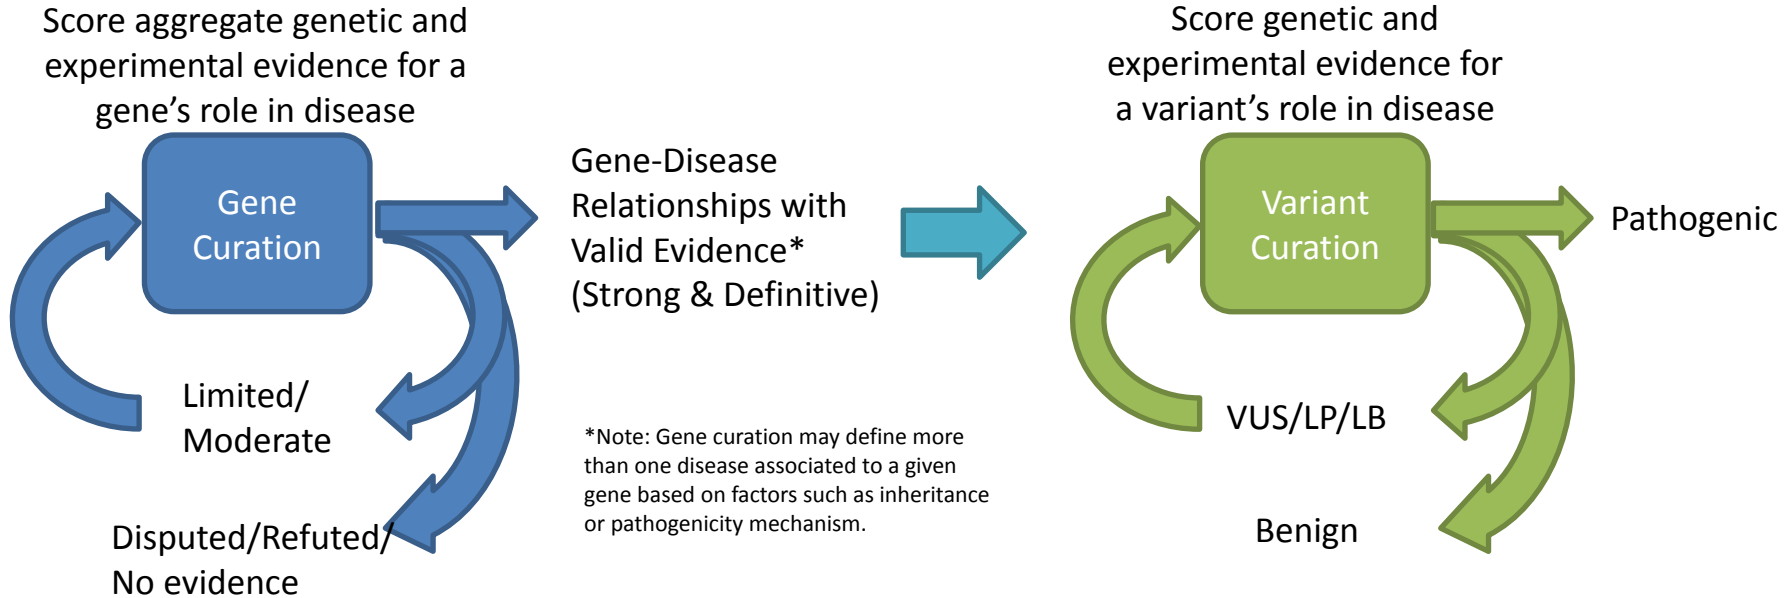 Score aggregate genetic and
experimental evidence for a
gene’s role in disease
Gene
Curation
Gene-Disease
Relationships with
Valid Evidence*
(Strong & Definitive)
Limited/
Moderate
Disputed/Refuted/
No evidence
*Note: Gene curation may define more
than one disease associated to a given
gene based on factors such as inheritance
or pathogenicity mechanism.
Score genetic and
experimental evidence for
a variant’s role in disease
Variant
Curation
Pathogenic
VUS/LP/LB
Benign